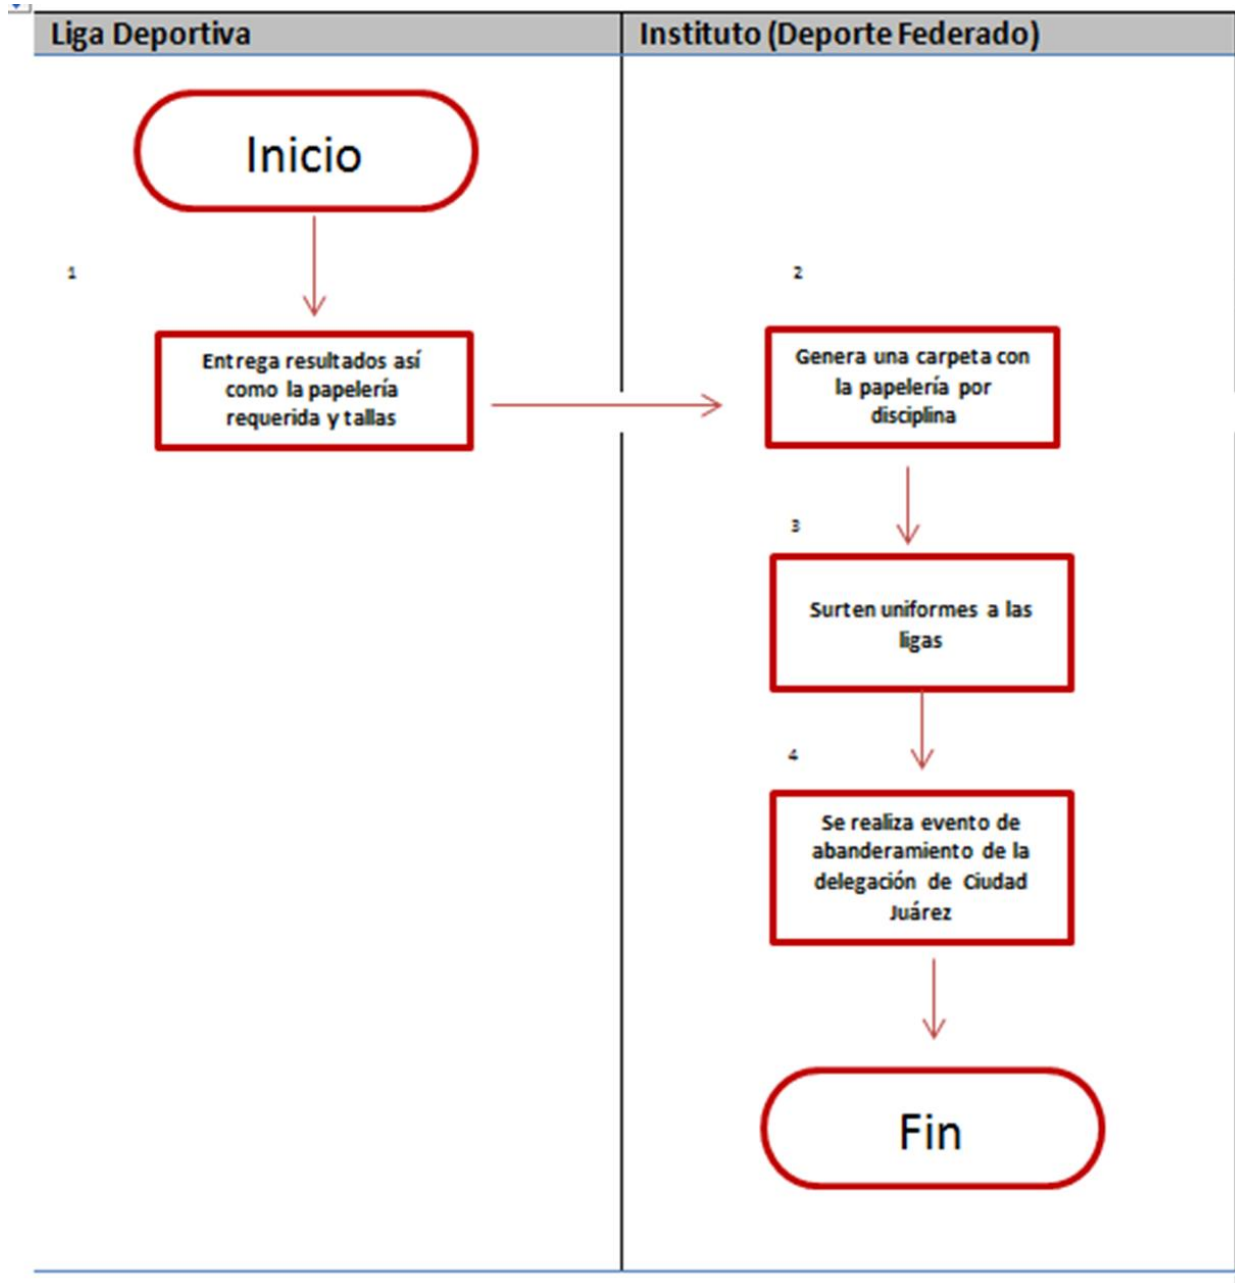 Liga Deportiva
Instituto (Deporte Federado)
Inicio
1
Entrega resultados así
como la papelería
requerida y tallas
2
Genera una carpeta con
la papelería por
disciplina
3
Surten uniformes a las
ligas
4
Se realiza evento de
abanderamiento de la
delegación de Ciudad
Juárez
Fin